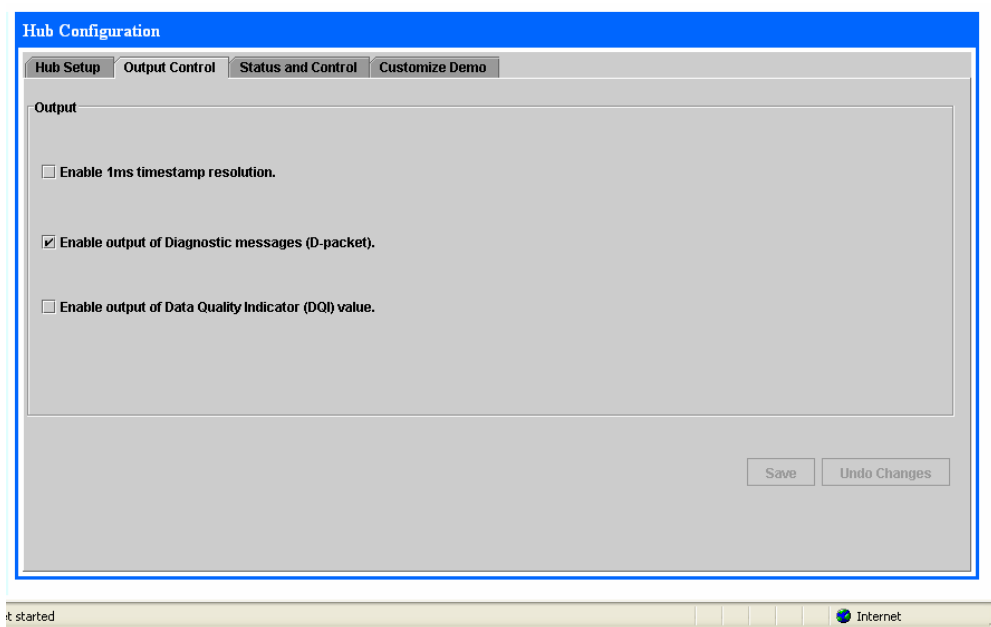 Hub Configuration
Hub Setup Output Control Status and Control Customize Demo
Output
Enable 1ms timestamp resolution.
Enable output of Diagnostic messages (D-packet).
Enable output of Data Quality Indicator (DQI) value.
Save Undo Changes
t started Internet